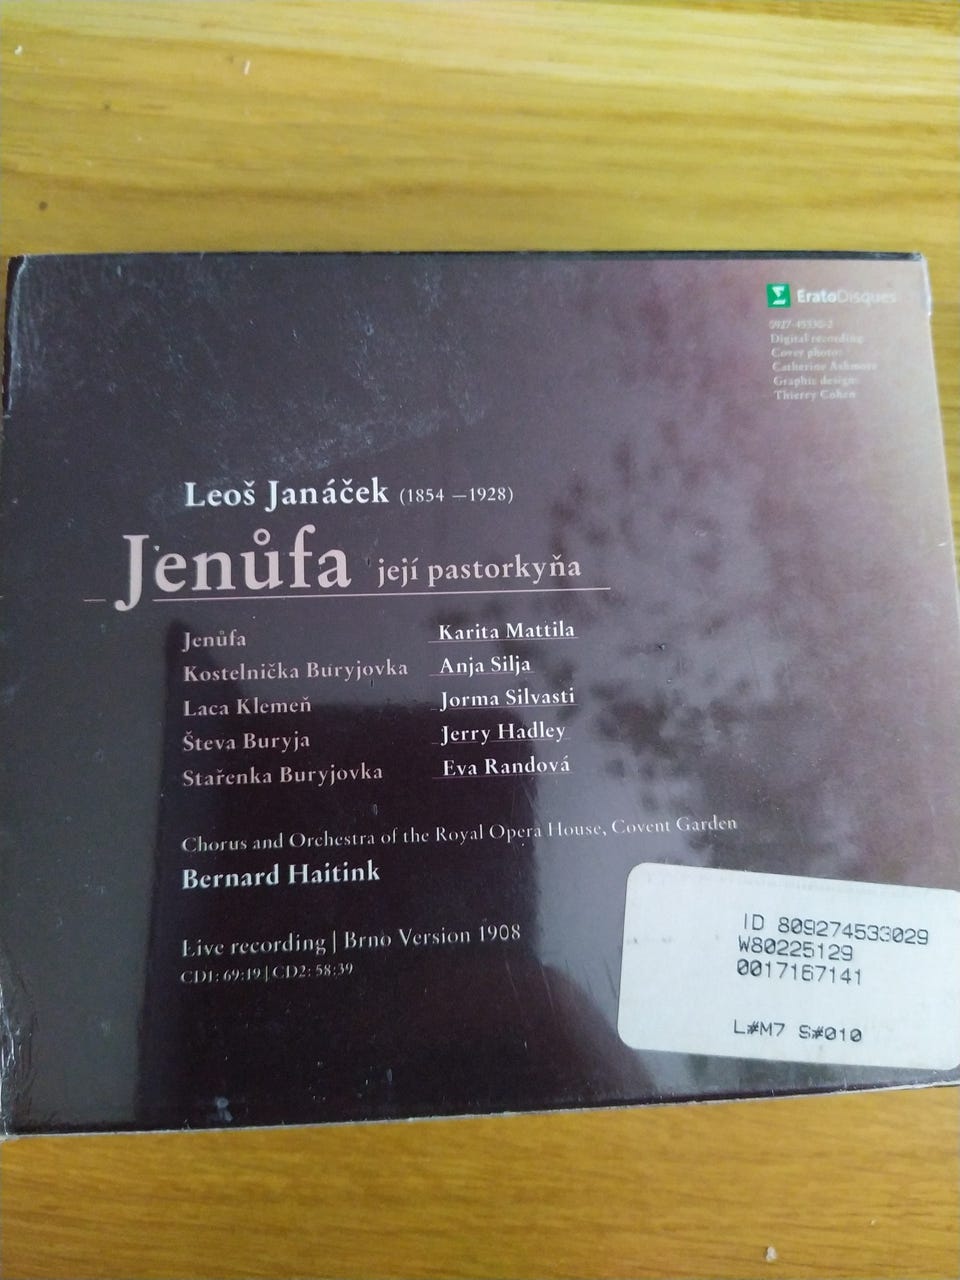 EratoDisques
0927-45330-2
Digital recording
Cover photo:
Catherine Ashmore
Graphic design:
Thierry Cohen
Leoš Janáček (1854 –1928)
Jenůfa její pastorkyňa
Jenůfa Karita Mattila
Kostelnička Buryjovka Anja Silja
Laca Klemeň Jorma Silvasti
Števa Buryja Jerry Hadley
Stařenka Buryjovka Eva Randová
Chorus and Orchestra of the Royal Opera House, Covent Garden
Bernard Haitink
Live recording | Brno Version 1908
CD1: 69:19 | CD2: 58:39
ID 809274533029
W80225129
0017167141
L#M7 S#010